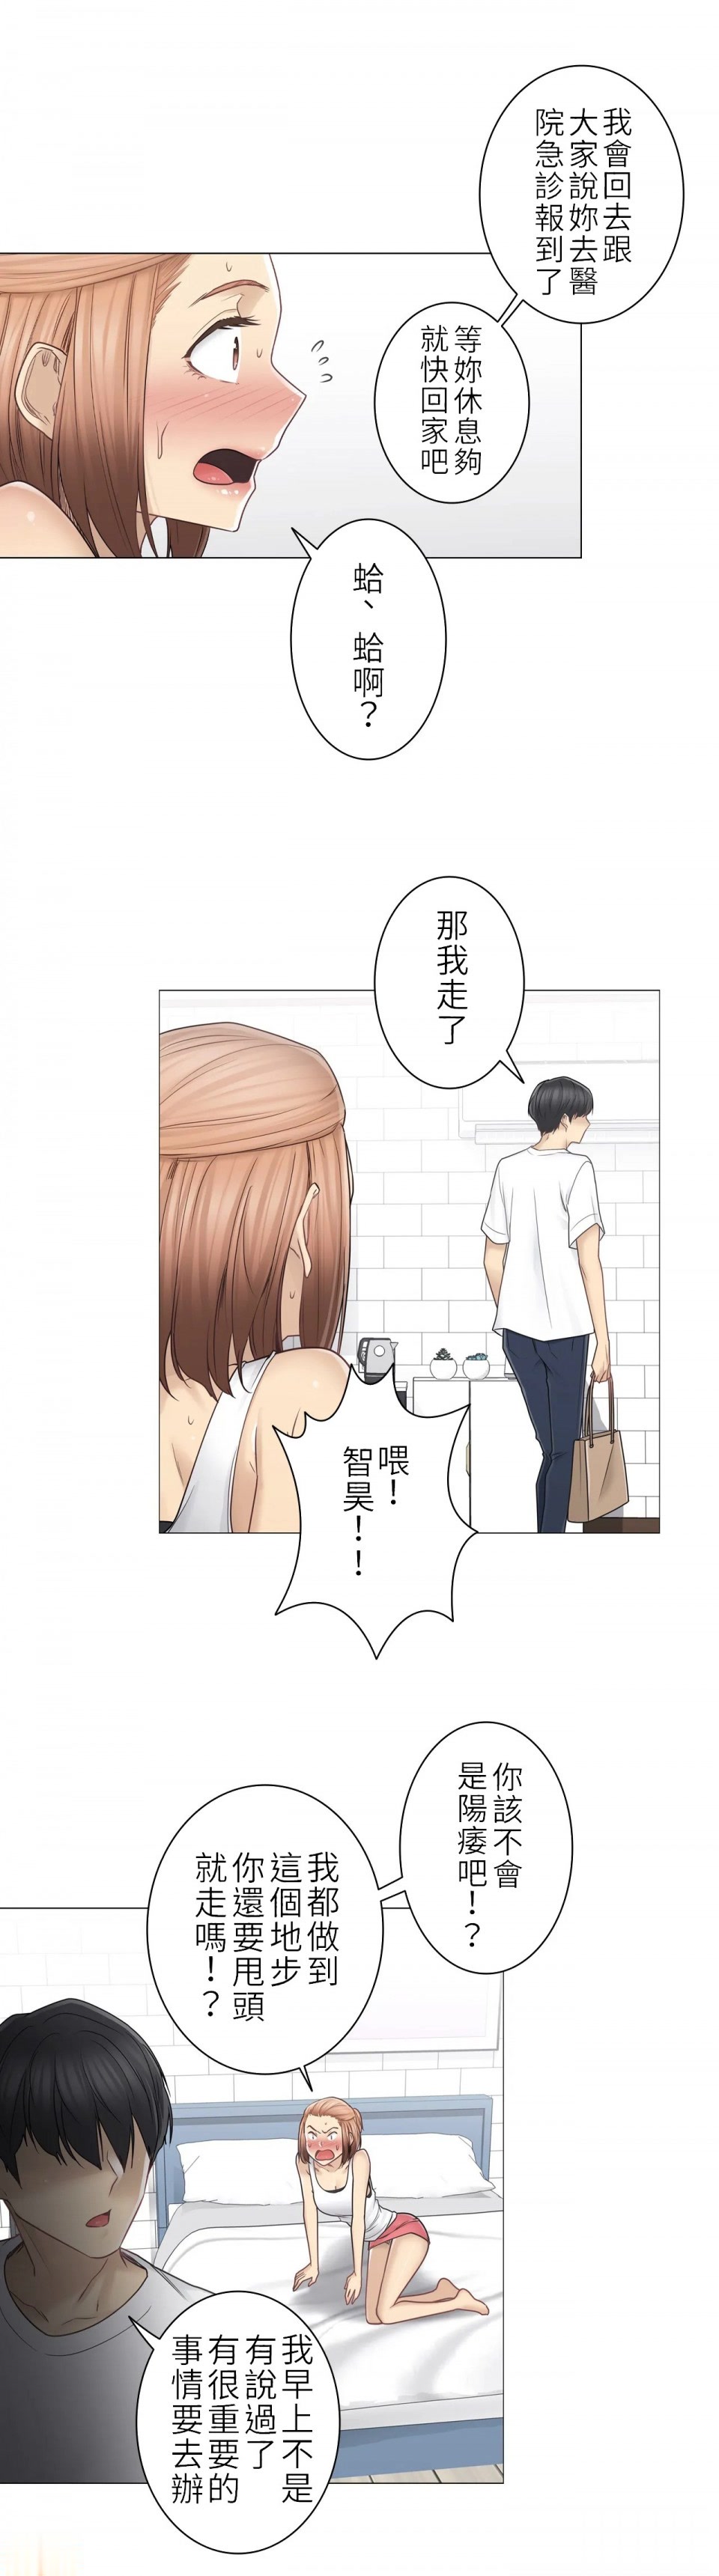 我會回去跟
大家說妳去醫
院急診報到了
等妳休息夠
就快回家吧
蛤、蛤啊？
那我走了
喂！
智昊！！
你該不會
是陽痿吧！？
我都做到
這個地步
你還要甩頭
就走嗎！？
我早上不是
有說過了
有很重要的
事情要去辦